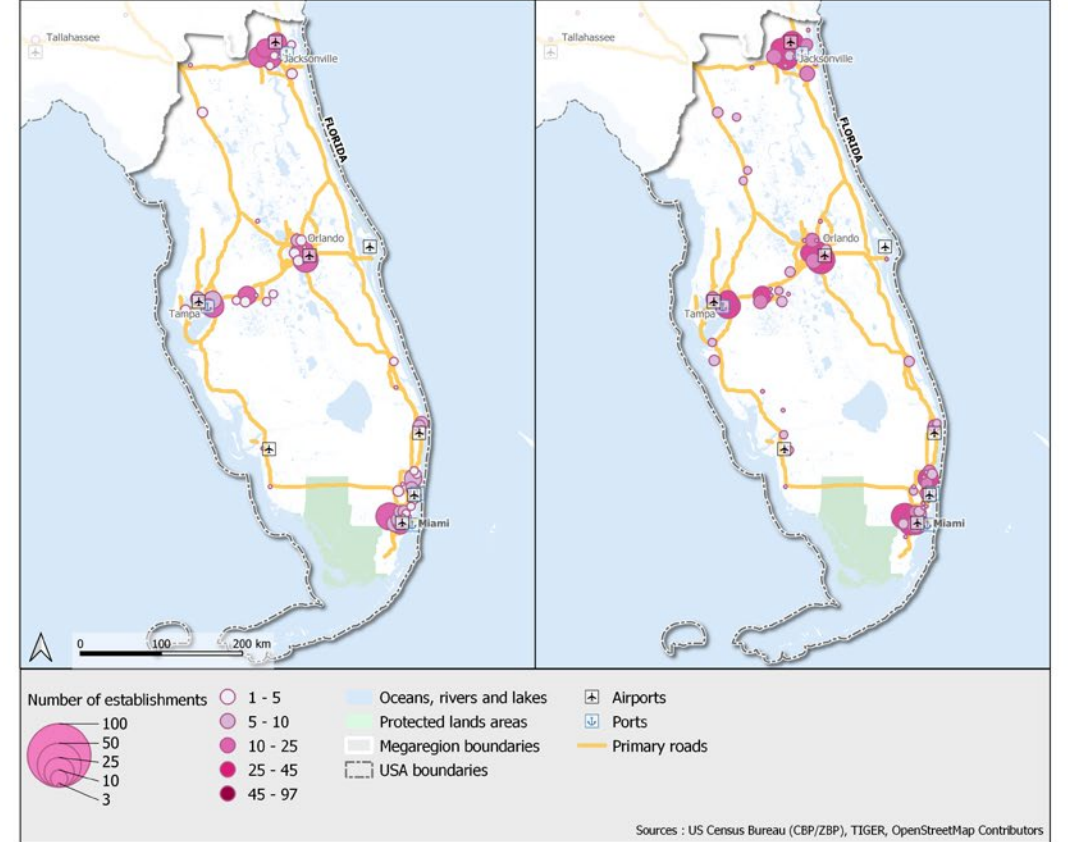 Tallahassee
Jacksonville
FLORIDA
Orlando
Tampa
Miami
0 100 200 km
Tallahassee
Jacksonville
FLORIDA
Orlando
Tampa
Miami
Number of establishments
100
50
25
10
3
1 - 5
5 - 10
10 - 25
25 - 45
45 - 97
Oceans, rivers and lakes
Protected lands areas
Megaregion boundaries
USA boundaries
Airports
Ports
Primary roads
Sources : US Census Bureau (CBP/ZBP), TIGER, OpenStreetMap Contributors